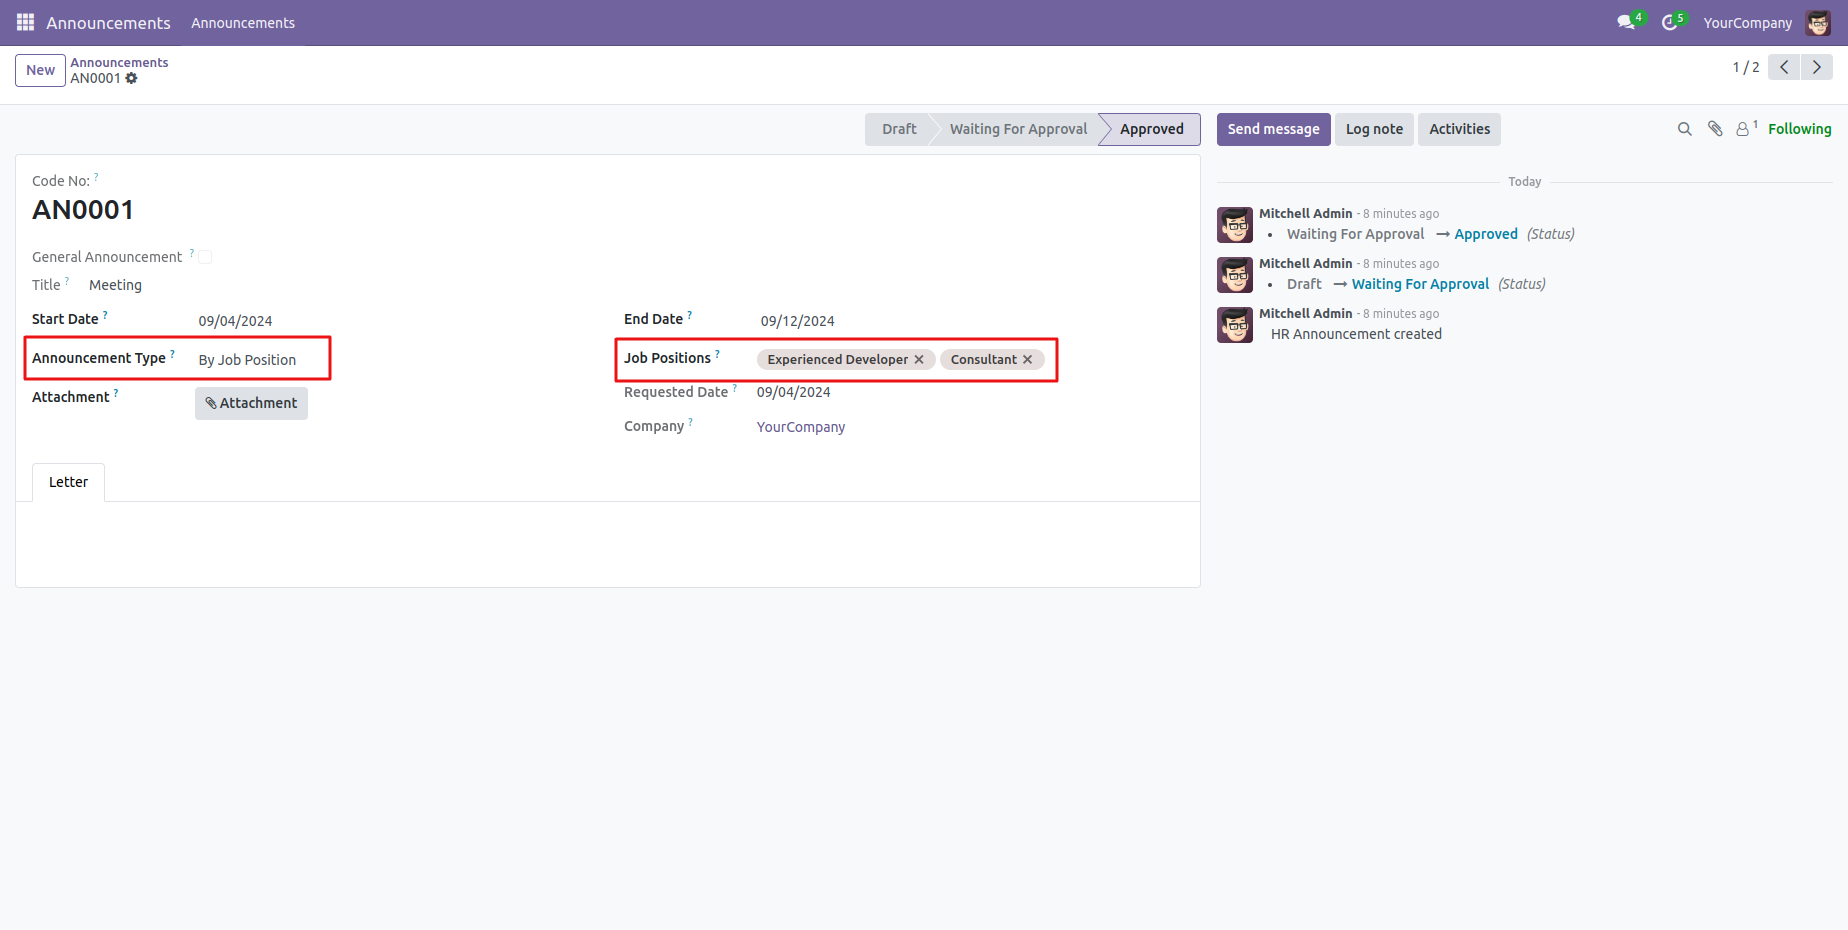 Announcements Announcements 4 5 YourCompany
New Announcements
AN0001
1 / 2
Draft Waiting For Approval Approved
Send message Log note Activities 1 Following
Code No: ?
AN0001
General Announcement ?
Title ? Meeting
Start Date ? 09/04/2024
End Date ? 09/12/2024
Announcement Type ? By Job Position
Job Positions ? Experienced Developer ✕ Consultant ✕
Attachment ? Attachment
Requested Date ? 09/04/2024
Company ? YourCompany
Letter
Today
Mitchell Admin - 8 minutes ago
• Waiting For Approval → Approved (Status)
Mitchell Admin - 8 minutes ago
• Draft → Waiting For Approval (Status)
Mitchell Admin - 8 minutes ago
HR Announcement created